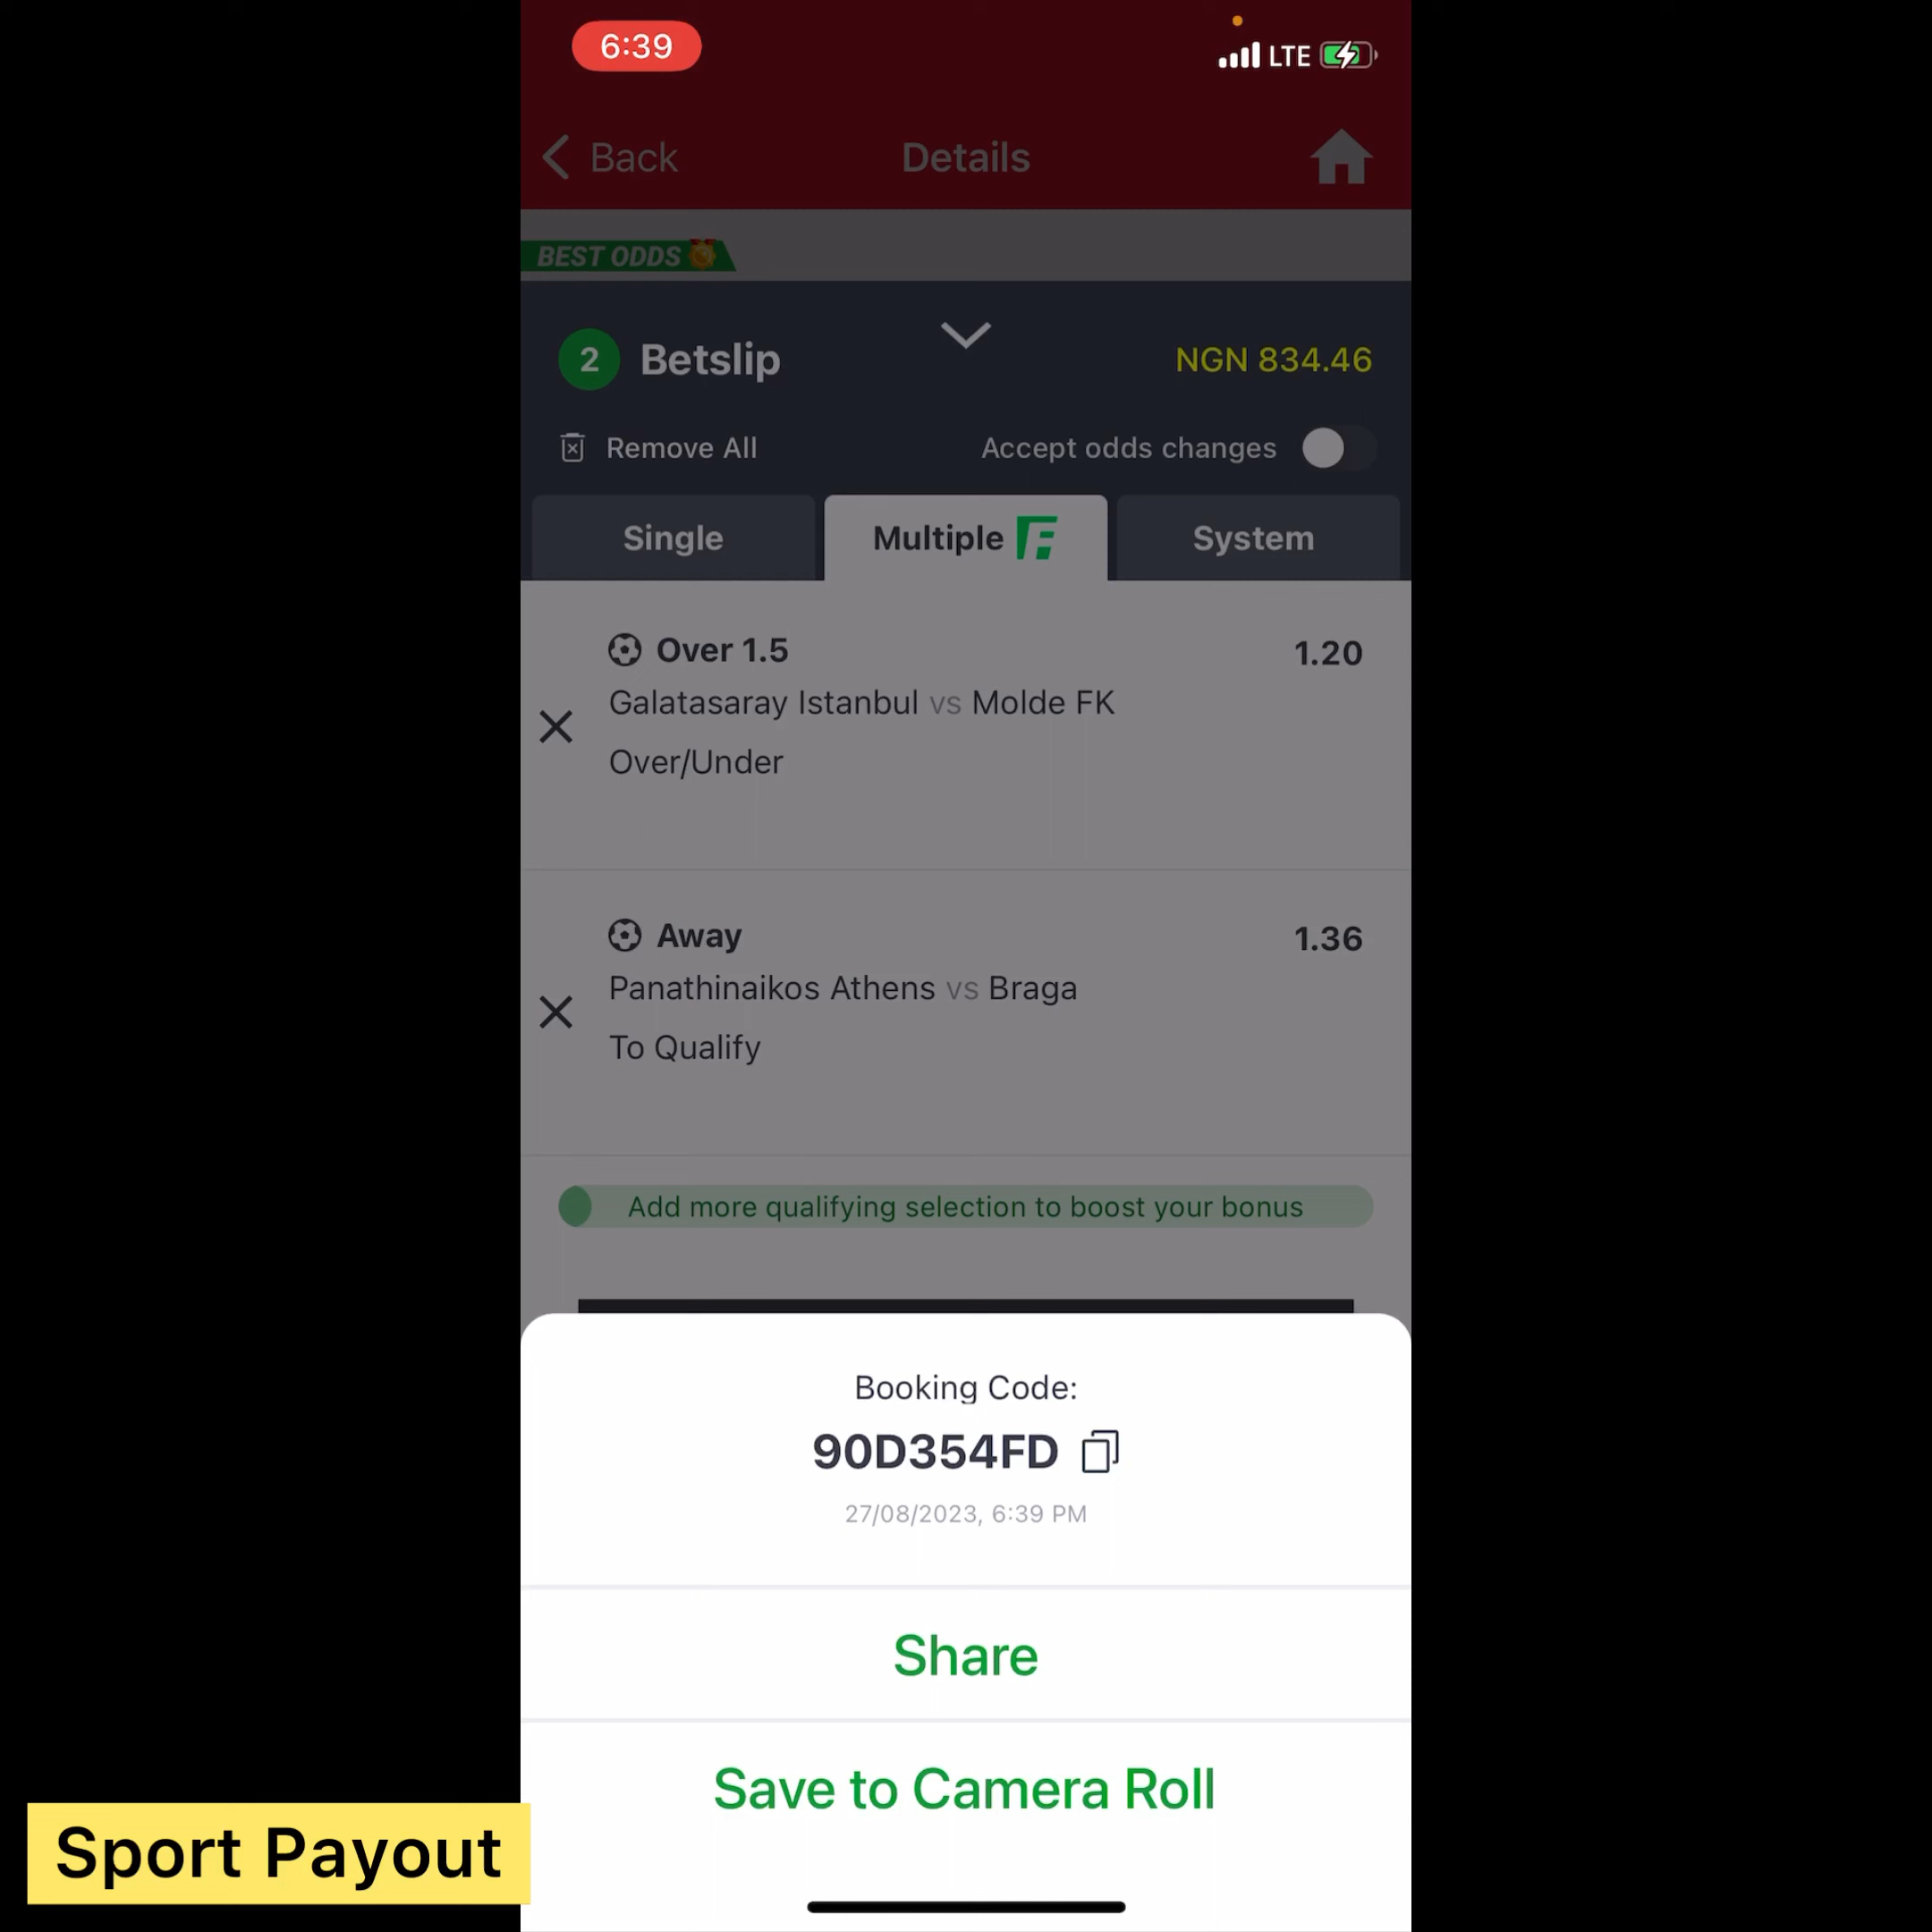 6:39
LTE
Back
Details
BEST ODDS
2 Betslip
NGN 834.46
Remove All
Accept odds changes
Single
Multiple
System
Over 1.5
1.20
Galatasaray Istanbul vs Molde FK
Over/Under
Away
1.36
Panathinaikos Athens vs Braga
To Qualify
Add more qualifying selection to boost your bonus
Booking Code:
90D354FD
27/08/2023, 6:39 PM
Share
Save to Camera Roll
Sport Payout